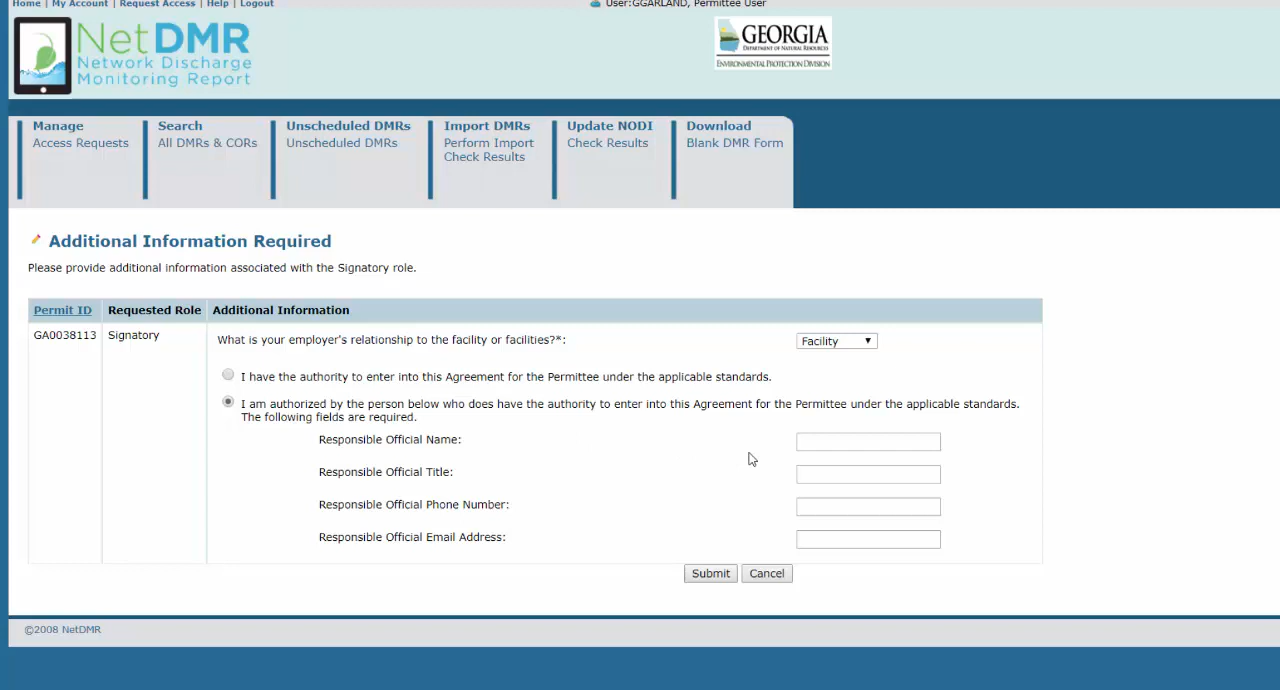 Home | My Account | Request Access | Help | Logout
User:GGARLAND, Permittee User
NetDMR
Network Discharge
Monitoring Report
GEORGIA
DEPARTMENT OF NATURAL RESOURCES
ENVIRONMENTAL PROTECTION DIVISION
Manage
Access Requests
Search
All DMRs & CORs
Unscheduled DMRs
Unscheduled DMRs
Import DMRs
Perform Import
Check Results
Update NODI
Check Results
Download
Blank DMR Form
Additional Information Required
Please provide additional information associated with the Signatory role.
Permit ID Requested Role Additional Information
GA0038113 Signatory
What is your employer's relationship to the facility or facilities?*: Facility
I have the authority to enter into this Agreement for the Permittee under the applicable standards.
I am authorized by the person below who does have the authority to enter into this Agreement for the Permittee under the applicable standards.
The following fields are required.
Responsible Official Name:
Responsible Official Title:
Responsible Official Phone Number:
Responsible Official Email Address:
Submit Cancel
©2008 NetDMR